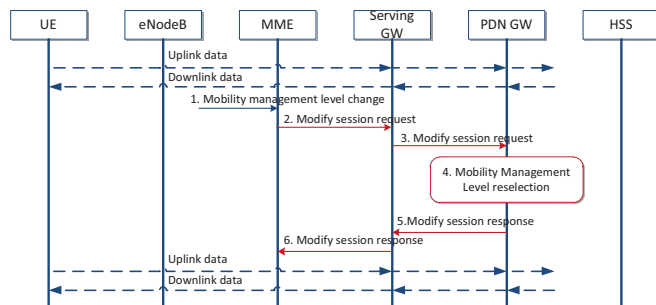 UE
eNodeB
MME
Serving
GW
PDN GW
HSS
Uplink data
Downlink data
1. Mobility management level change
2. Modify session request
3. Modify session request
4. Mobility Management
Level reselection
5.Modify session response
6. Modify session response
Uplink data
Downlink data